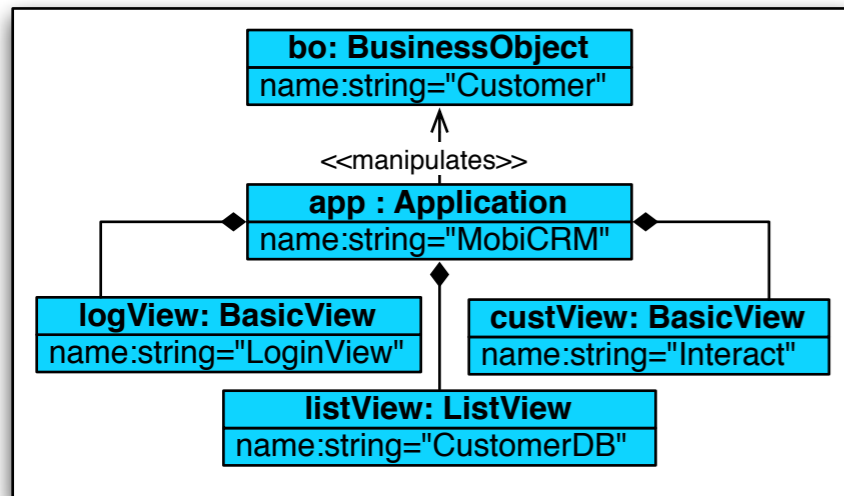 bo: BusinessObject
name:string="Customer"
<<manipulates>>
app : Application
name:string="MobiCRM"
logView: BasicView
name:string="LoginView"
custView: BasicView
name:string="Interact"
listView: ListView
name:string="CustomerDB"